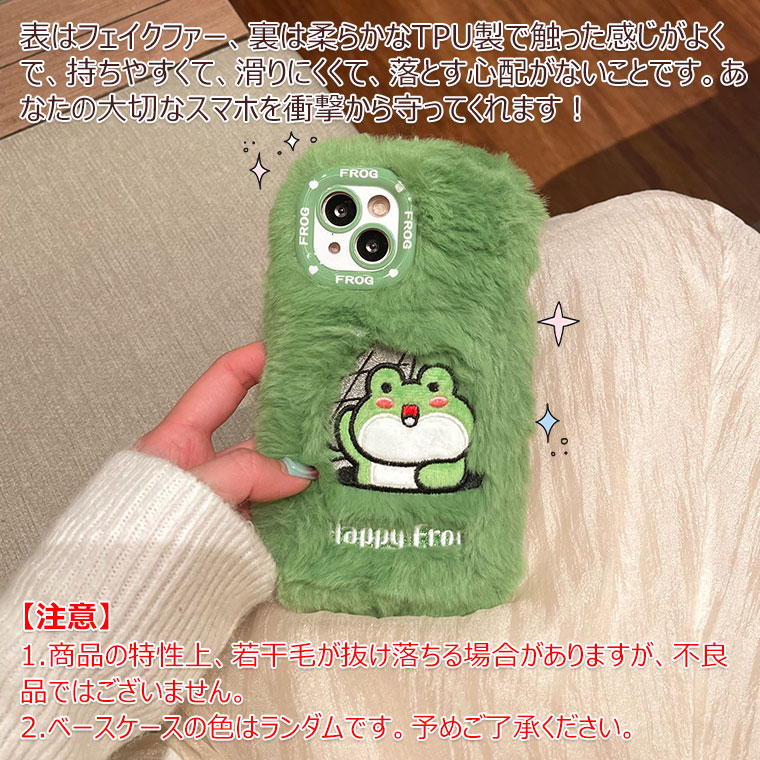 表はフェイクファー、裏は柔らかなTPU製で触った感じがよく
で、持ちやすくて、滑りにくくて、落とす心配がないことです。あ
なたの大切なスマホを衝撃から守ってくれます！
FROG
FROG
FROG
FROG
Happy Frog
【注意】
1.商品の特性上、若干毛が抜け落ちる場合がありますが、不良
品ではございません。
2.ベースケースの色はランダムです。予めご了承ください。